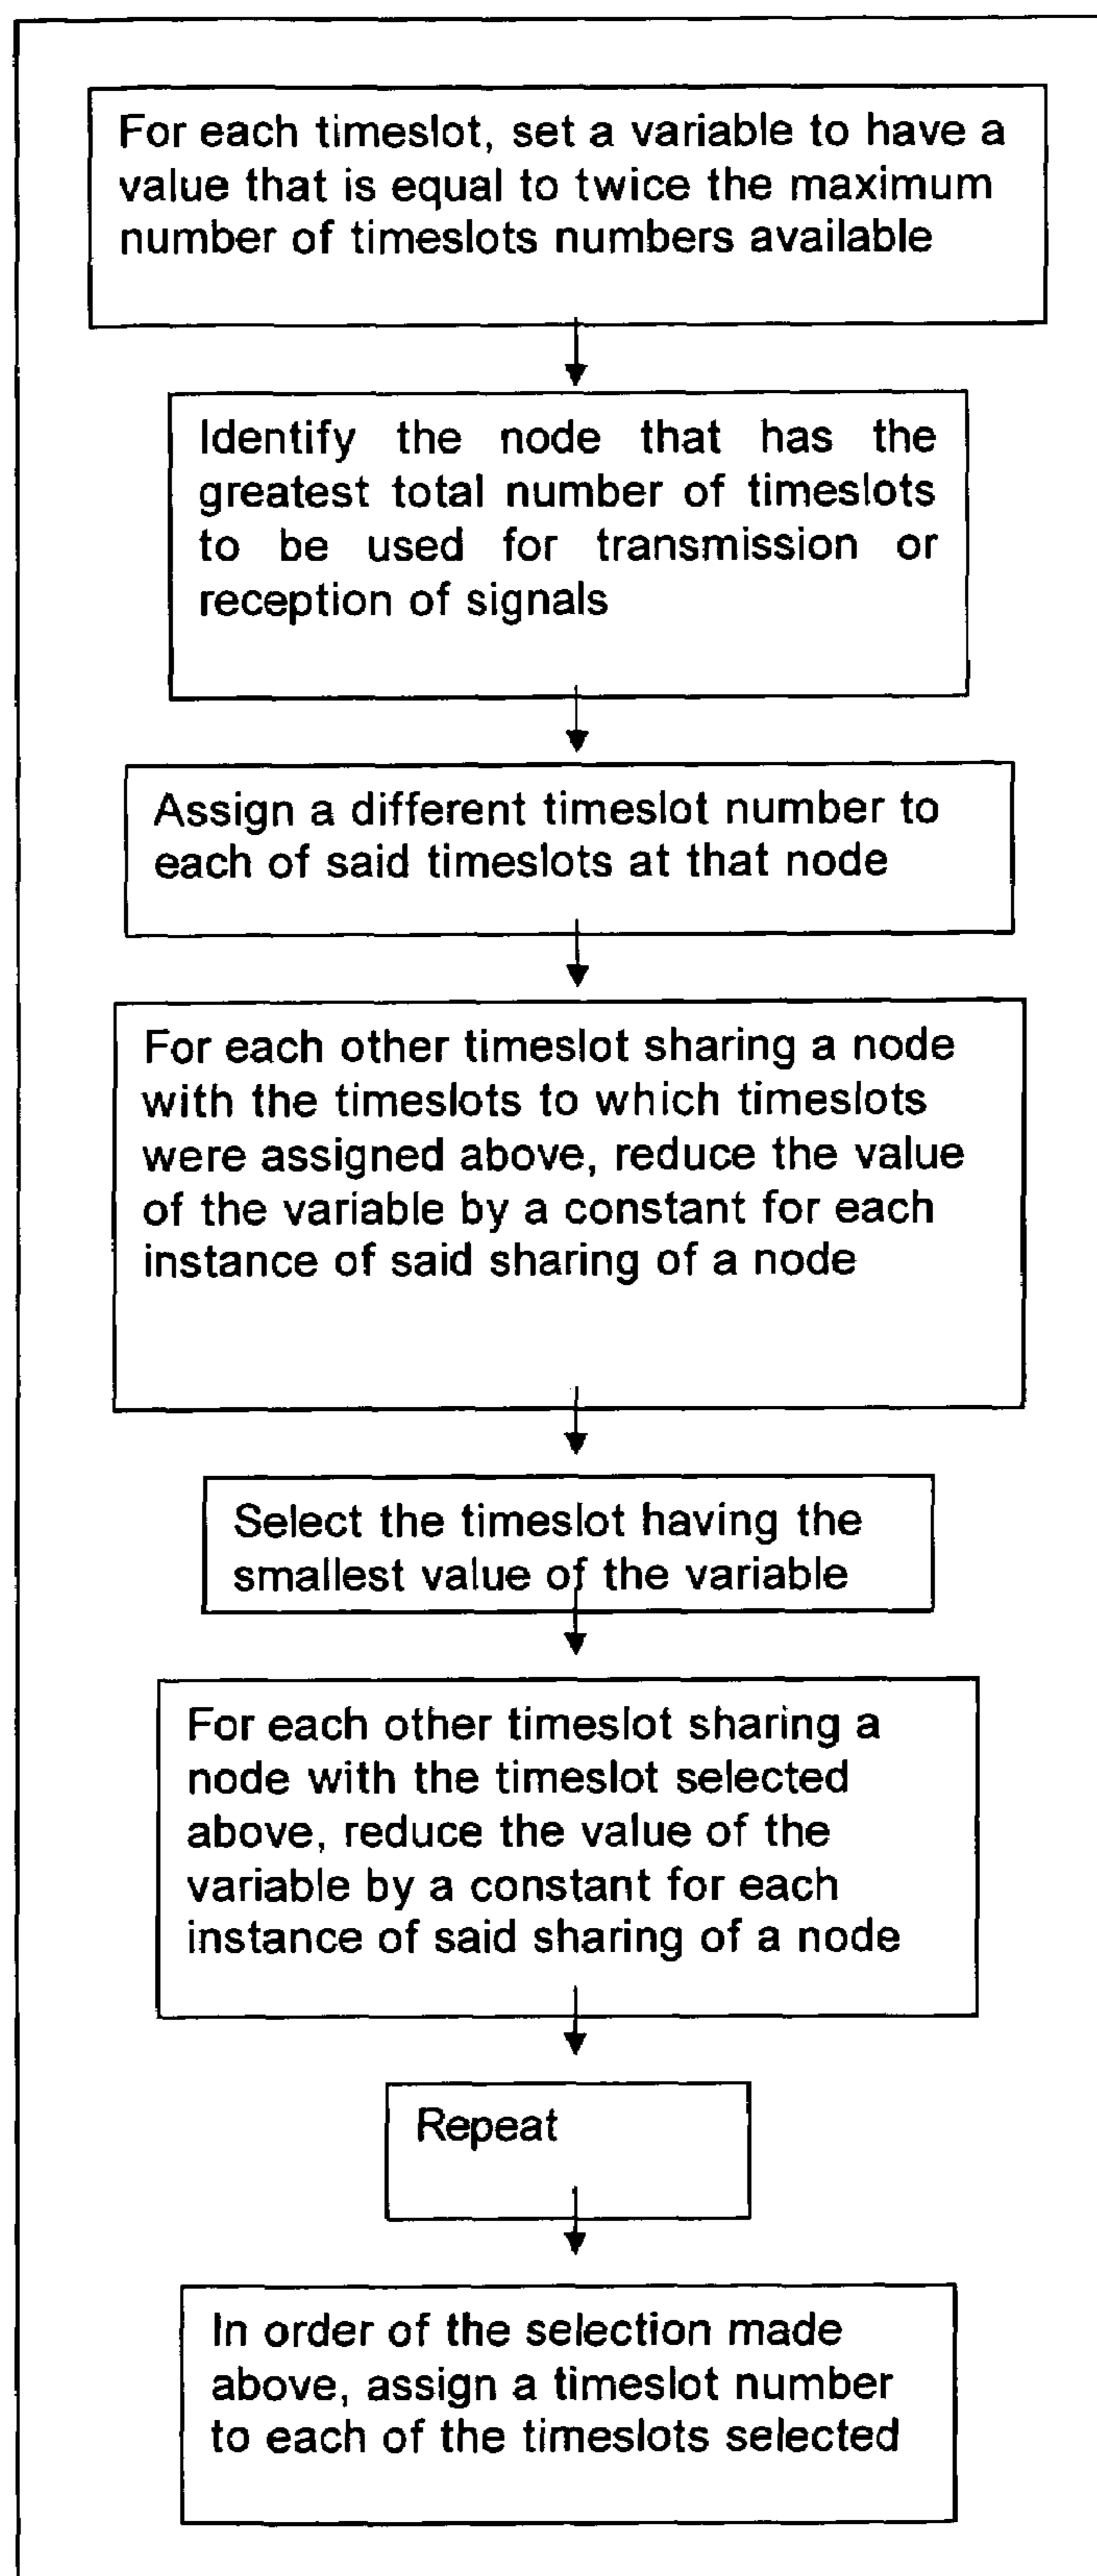 For each timeslot, set a variable to have a
value that is equal to twice the maximum
number of timeslots numbers available
Identify the node that has the
greatest total number of timeslots
to be used for transmission or
reception of signals
Assign a different timeslot number to
each of said timeslots at that node
For each other timeslot sharing a node
with the timeslots to which timeslots
were assigned above, reduce the value
of the variable by a constant for each
instance of said sharing of a node
Select the timeslot having the
smallest value of the variable
For each other timeslot sharing a
node with the timeslot selected
above, reduce the value of the
variable by a constant for each
instance of said sharing of a node
Repeat
In order of the selection made
above, assign a timeslot number
to each of the timeslots selected